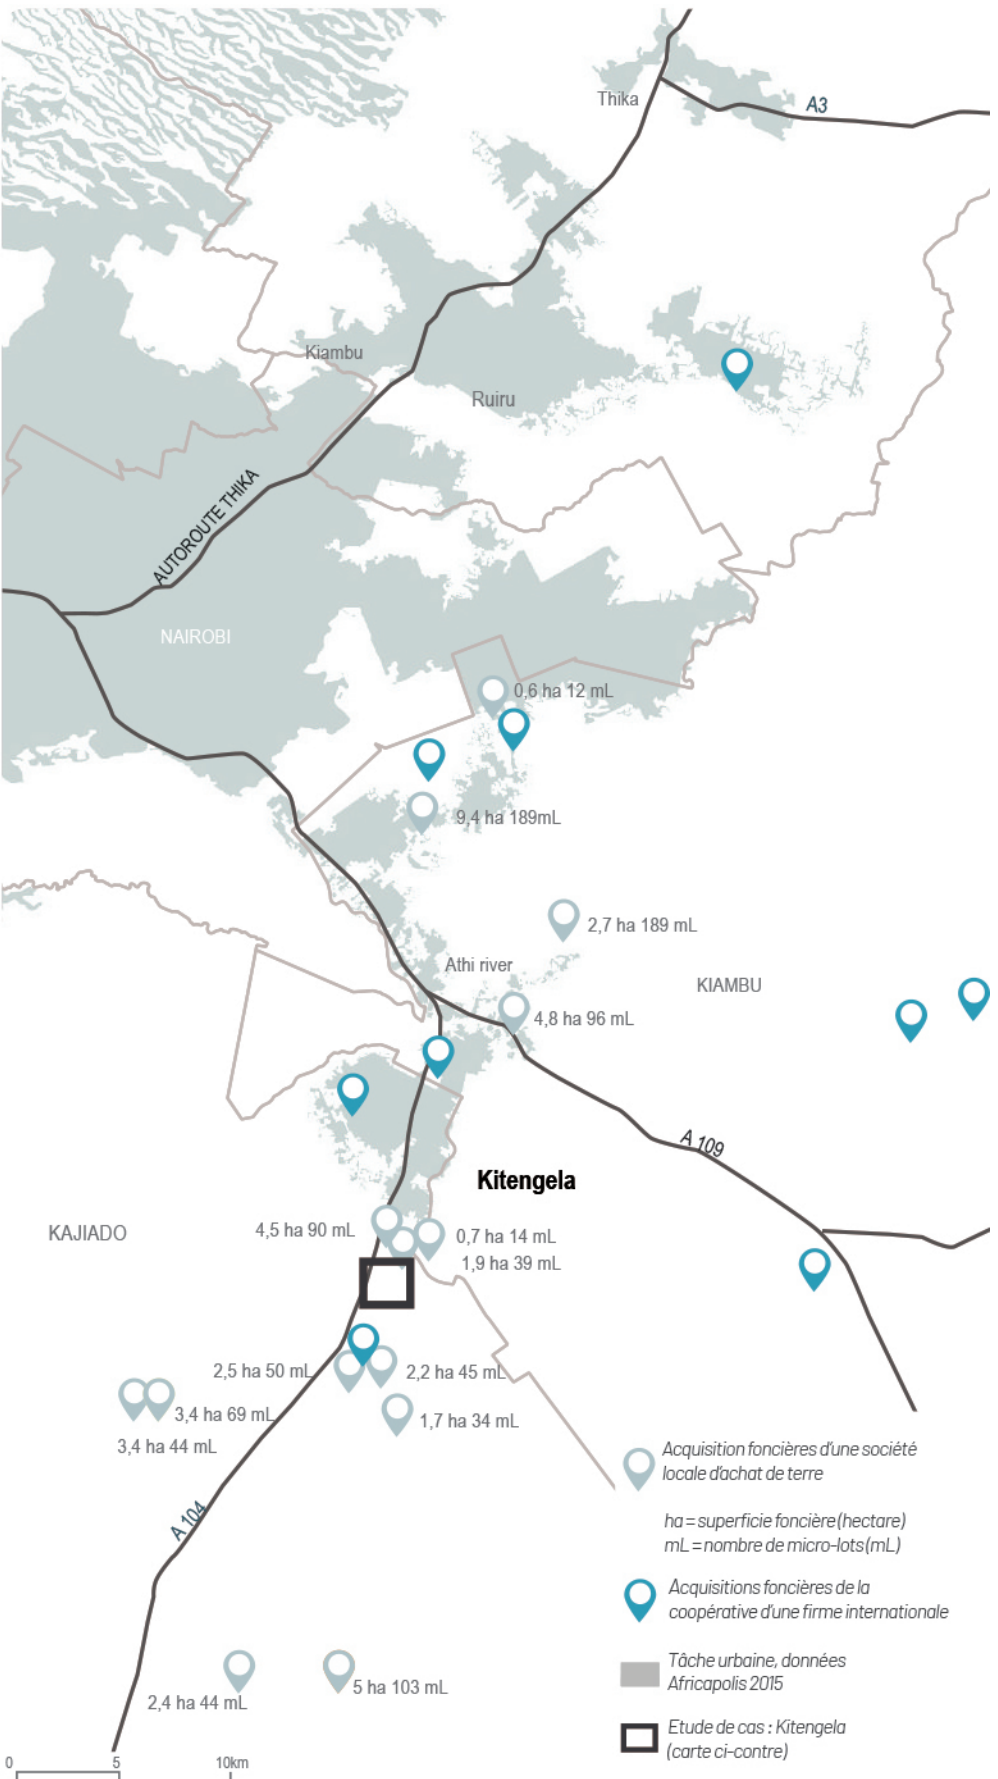 Thika
A3
Kiambu
Ruiru
AUTOROUTE THIKA
NAIROBI
0,6 ha 12 mL
9,4 ha 189mL
2,7 ha 189 mL
Athi river
KIAMBU
4,8 ha 96 mL
A 109
Kitengela
KAJIADO
4,5 ha 90 mL
0,7 ha 14 mL
1,9 ha 39 mL
2,5 ha 50 mL
2,2 ha 45 mL
3,4 ha 69 mL
1,7 ha 34 mL
3,4 ha 44 mL
A 104
Acquisition foncières d'une société
locale d'achat de terre
ha = superficie foncière (hectare)
mL = nombre de micro-lots (mL)
Acquisitions foncières de la
coopérative d'une firme internationale
Tâche urbaine, données
Africapolis 2015
2,4 ha 44 mL
5 ha 103 mL
Etude de cas : Kitengela
(carte ci-contre)
0 5 10km